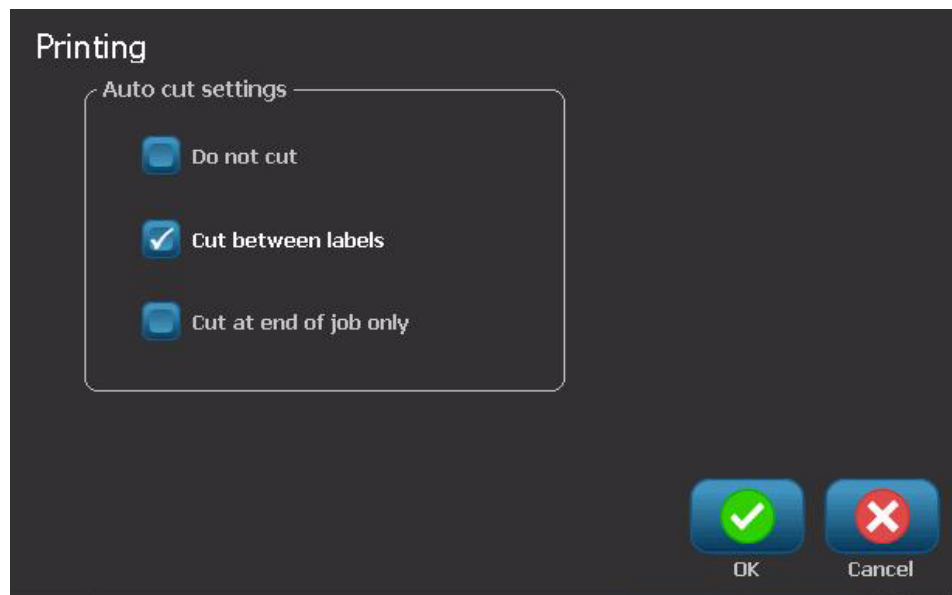 Printing
Auto cut settings
Do not cut
Cut between labels
Cut at end of job only
OK
Cancel